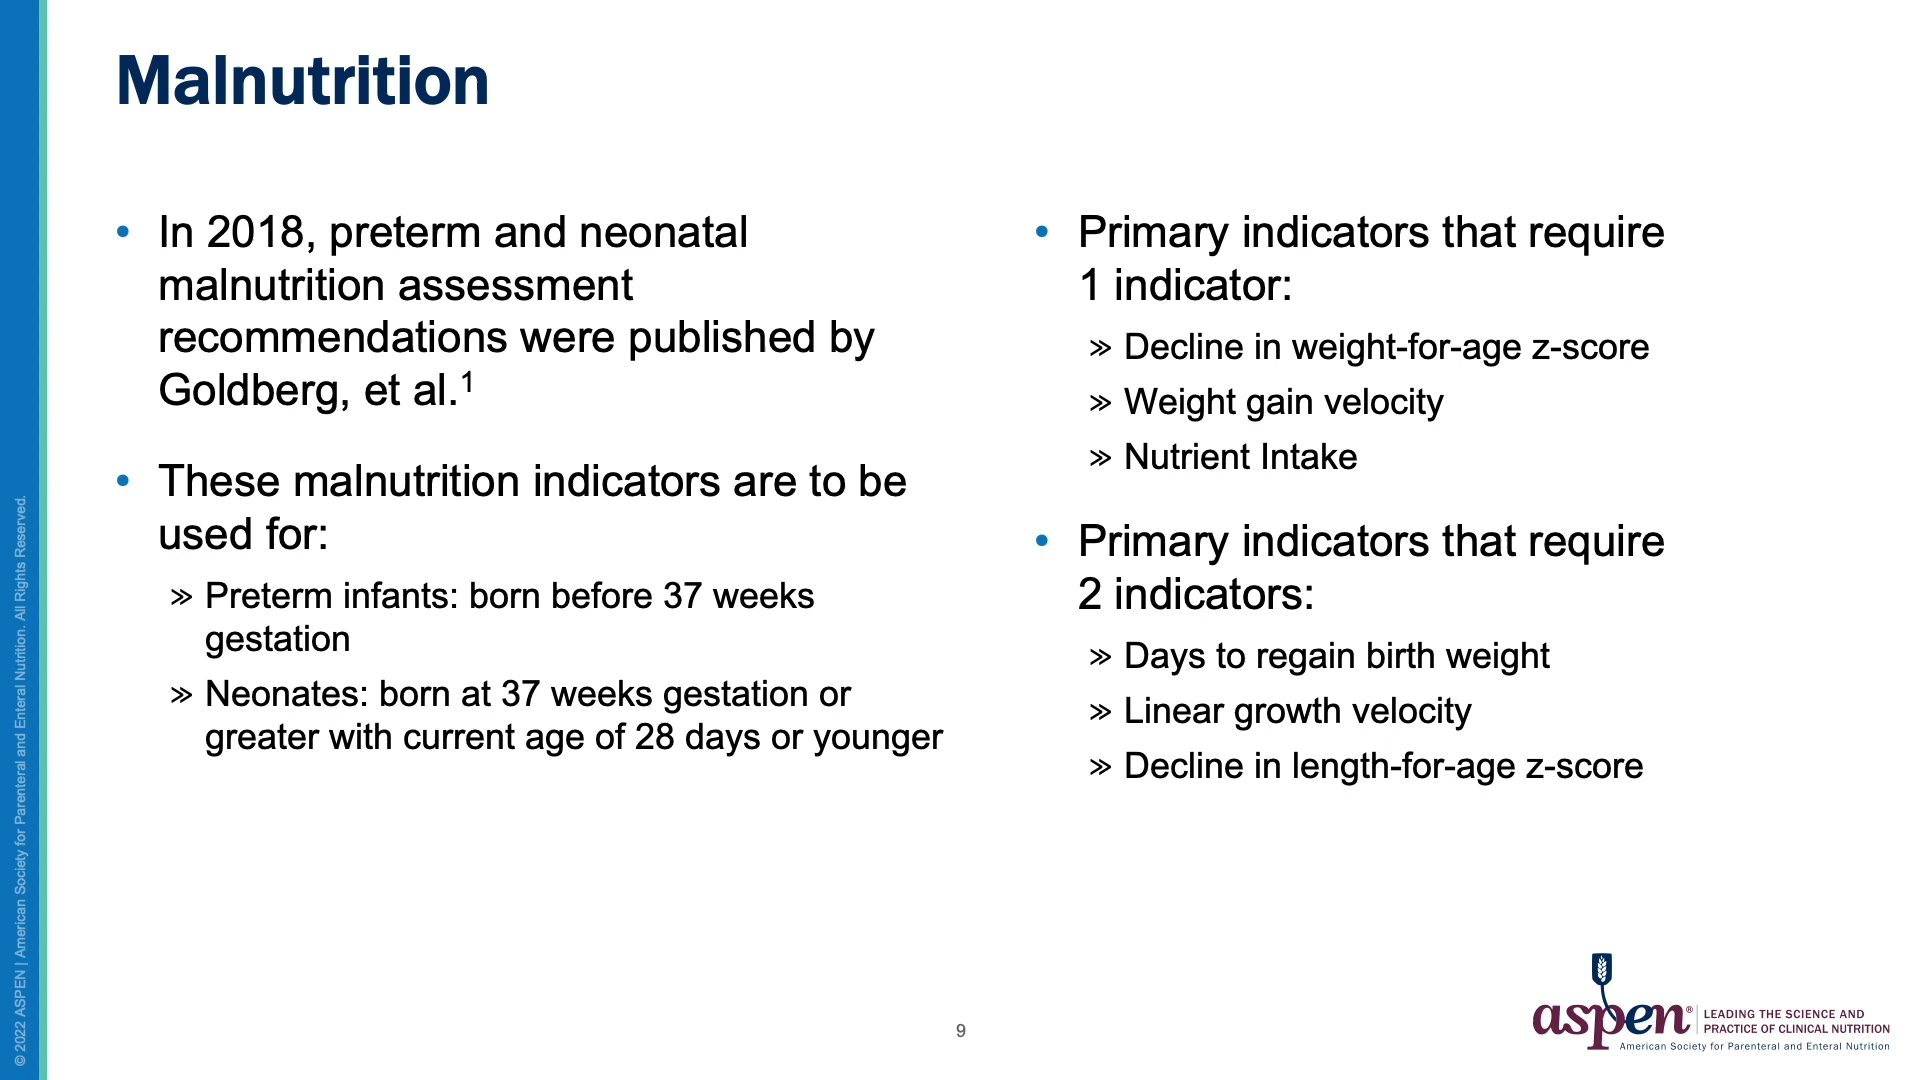 Malnutrition
• In 2018, preterm and neonatal
malnutrition assessment
recommendations were published by
Goldberg, et al.¹
• These malnutrition indicators are to be
used for:
» Preterm infants: born before 37 weeks
gestation
» Neonates: born at 37 weeks gestation or
greater with current age of 28 days or younger
• Primary indicators that require
1 indicator:
» Decline in weight-for-age z-score
» Weight gain velocity
» Nutrient Intake
• Primary indicators that require
2 indicators:
» Days to regain birth weight
» Linear growth velocity
» Decline in length-for-age z-score
© 2022 ASPEN | American Society for Parenteral and Enteral Nutrition. All Rights Reserved.
9
aspen®
LEADING THE SCIENCE AND
PRACTICE OF CLINICAL NUTRITION
American Society for Parenteral and Enteral Nutrition